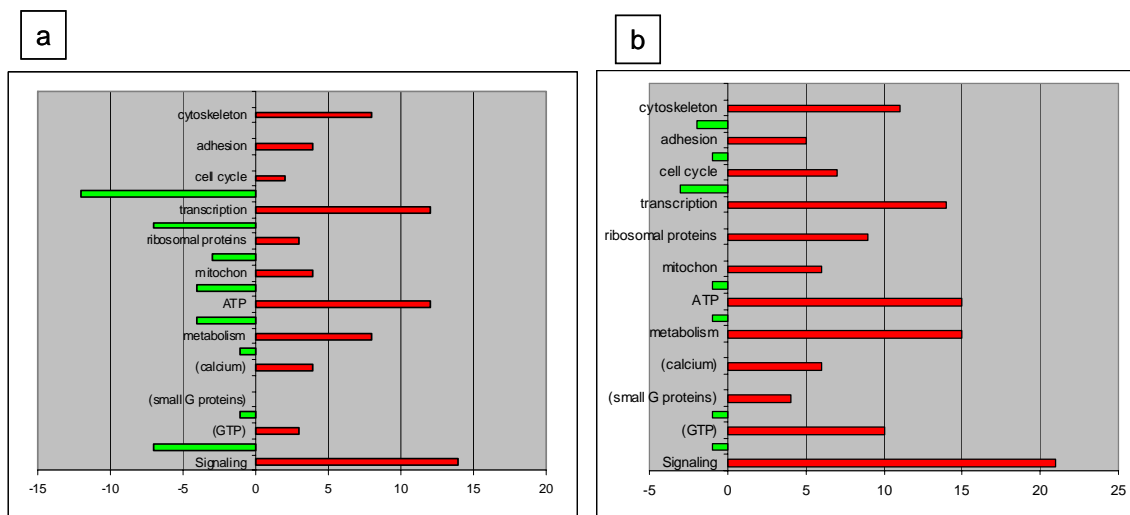 a
cytoskeleton
adhesion
cell cycle
transcription
ribosomal proteins
mitochon
ATP
metabolism
(calcium)
(small G proteins)
(GTP)
Signaling
-15 -10 -5 0 5 10 15 20
b
cytoskeleton
adhesion
cell cycle
transcription
ribosomal proteins
mitochon
ATP
metabolism
(calcium)
(small G proteins)
(GTP)
Signaling
-5 0 5 10 15 20 25